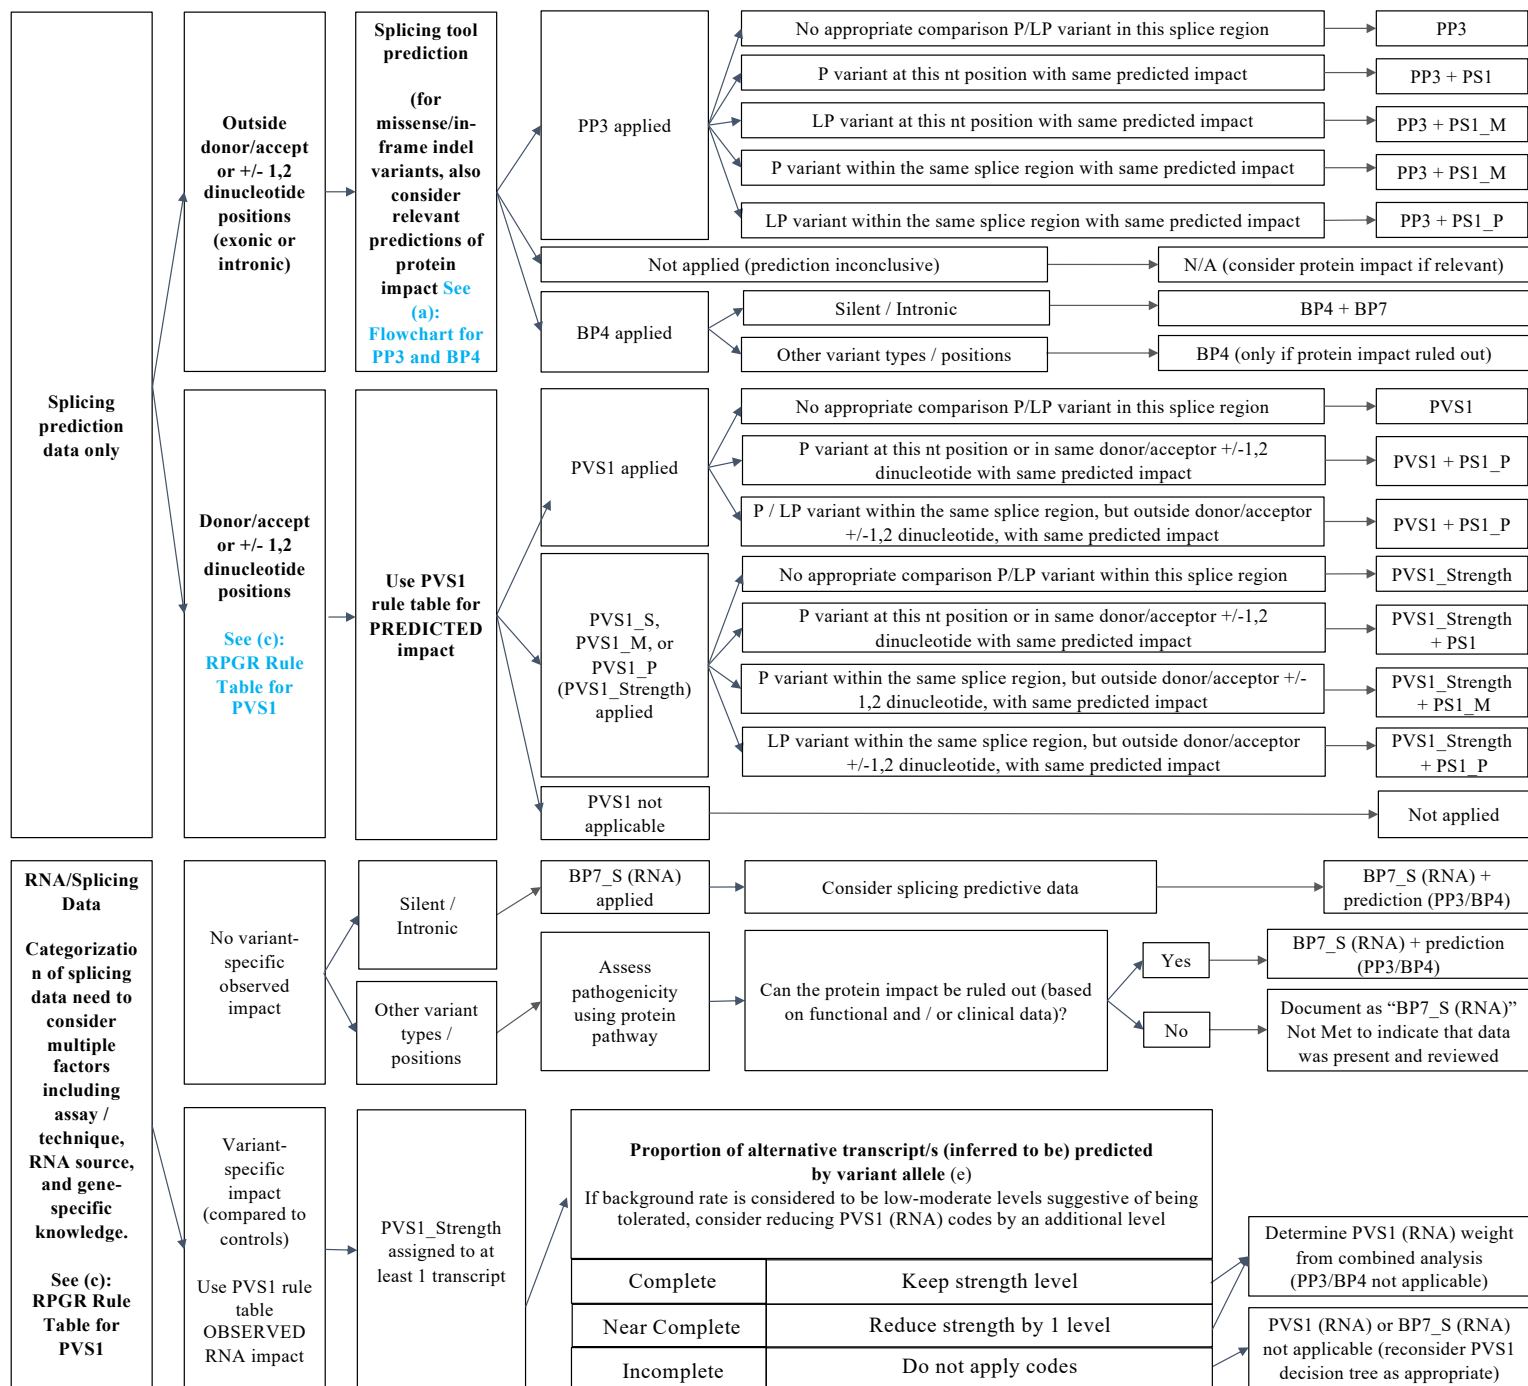 Splicing
prediction
data only
Outside
donor/accept
or +/- 1,2
dinucleotide
positions
(exonic or
intronic)
Splicing tool
prediction
(for
missense/in-
frame indel
variants, also
consider
relevant
predictions of
protein
impact See
(a):
Flowchart for
PP3 and BP4
PP3 applied
No appropriate comparison P/LP variant in this splice region
PP3
P variant at this nt position with same predicted impact
PP3 + PS1
LP variant at this nt position with same predicted impact
PP3 + PS1_M
P variant within the same splice region with same predicted impact
PP3 + PS1_M
LP variant within the same splice region with same predicted impact
PP3 + PS1_P
Not applied (prediction inconclusive)
N/A (consider protein impact if relevant)
BP4 applied
Silent / Intronic
BP4 + BP7
Other variant types / positions
BP4 (only if protein impact ruled out)
Donor/accept
or +/- 1,2
dinucleotide
positions
See (c):
RPGR Rule
Table for
PVS1
Use PVS1
rule table for
PREDICTED
impact
PVS1 applied
No appropriate comparison P/LP variant in this splice region
PVS1
P variant at this nt position or in same donor/acceptor +/-1,2
dinucleotide with same predicted impact
PVS1 + PS1_P
P / LP variant within the same splice region, but outside donor/acceptor
+/-1,2 dinucleotide, with same predicted impact
PVS1 + PS1_P
PVS1_S,
PVS1_M, or
PVS1_P
(PVS1_Strength)
applied
No appropriate comparison P/LP variant within this splice region
PVS1_Strength
P variant at this nt position or in same donor/acceptor +/-1,2
dinucleotide with same predicted impact
PVS1_Strength
+ PS1
P variant within the same splice region, but outside donor/acceptor +/-
1,2 dinucleotide, with same predicted impact
PVS1_Strength
+ PS1_M
LP variant within the same splice region, but outside donor/acceptor
+/-1,2 dinucleotide, with same predicted impact
PVS1_Strength
+ PS1_P
PVS1 not
applicable
Not applied
RNA/Splicing
Data
Categorizatio
n of splicing
data need to
consider
multiple
factors
including
assay /
technique,
RNA source,
and gene-
specific
knowledge.
See (c):
RPGR Rule
Table for
PVS1
No variant-
specific
observed
impact
Silent /
Intronic
BP7_S (RNA)
applied
Consider splicing predictive data
BP7_S (RNA) +
prediction (PP3/BP4)
Other variant
types /
positions
Assess
pathogenicity
using protein
pathway
Can the protein impact be ruled out (based
on functional and / or clinical data)?
Yes
BP7_S (RNA) + prediction
(PP3/BP4)
No
Document as “BP7_S (RNA)”
Not Met to indicate that data
was present and reviewed
Variant-
specific
impact
(compared to
controls)
Use PVS1 rule
table
OBSERVED
RNA impact
PVS1_Strength
assigned to at
least 1 transcript
Proportion of alternative transcript/s (inferred to be) predicted
by variant allele (e)
If background rate is considered to be low-moderate levels suggestive of being
tolerated, consider reducing PVS1 (RNA) codes by an additional level
Complete
Keep strength level
Near Complete
Reduce strength by 1 level
Incomplete
Do not apply codes
Determine PVS1 (RNA) weight
from combined analysis
(PP3/BP4 not applicable)
PVS1 (RNA) or BP7_S (RNA)
not applicable (reconsider PVS1
decision tree as appropriate)